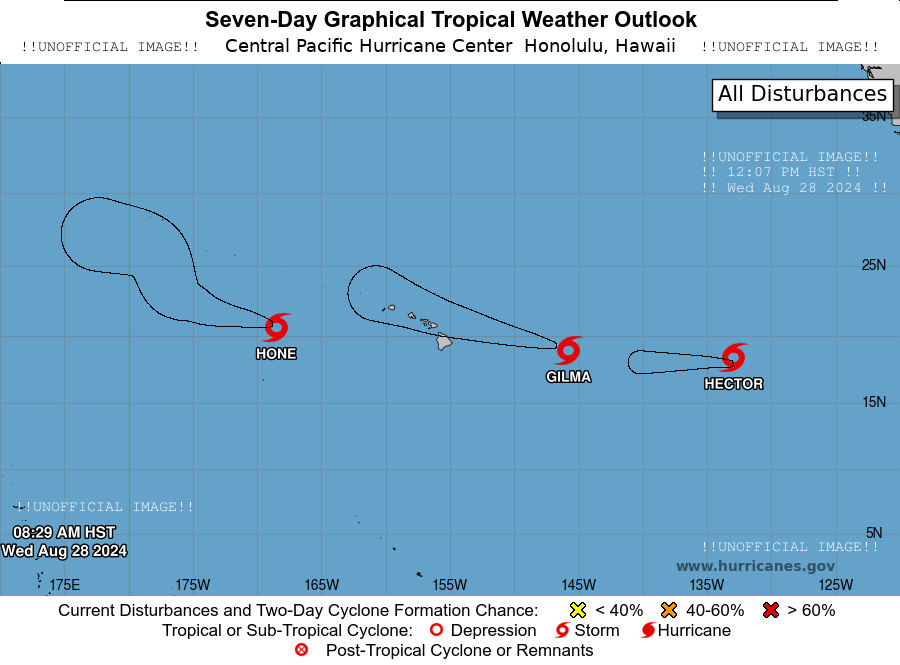 Seven-Day Graphical Tropical Weather Outlook
!!UNOFFICIAL IMAGE!! Central Pacific Hurricane Center Honolulu, Hawaii !!UNOFFICIAL IMAGE!!
All Disturbances
35N
!!UNOFFICIAL IMAGE!!
!! 12:07 PM HST !!
!! Wed Aug 28 2024 !!
25N
HONE
GILMA
HECTOR
15N
!!UNOFFICIAL IMAGE!!
08:29 AM HST
5N
Wed Aug 28 2024
!!UNOFFICIAL IMAGE!!
www.hurricanes.gov
175E 175W 165W 155W 145W 135W 125W
Current Disturbances and Two-Day Cyclone Formation Chance: < 40% 40-60% > 60%
Tropical or Sub-Tropical Cyclone: Depression Storm Hurricane
Post-Tropical Cyclone or Remnants